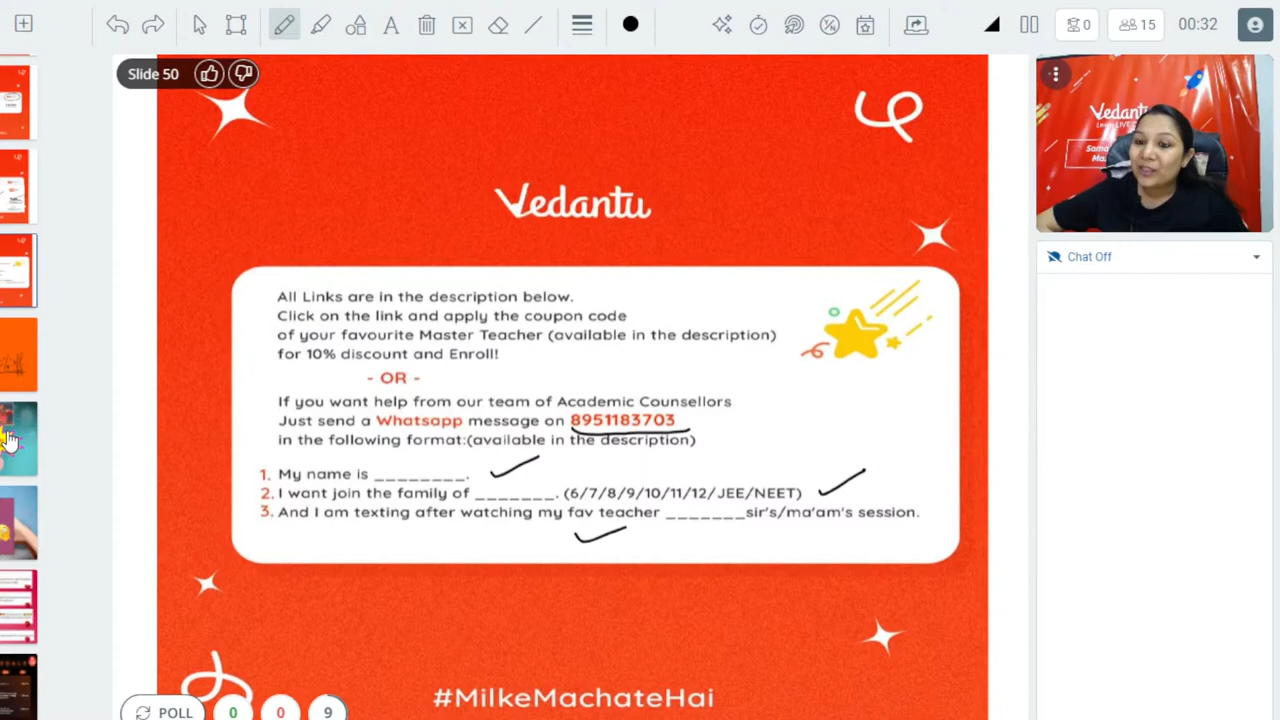 0
15
00:32
Slide 50
Vedantu
All Links are in the description below.
Click on the link and apply the coupon code
of your favourite Master Teacher (available in the description)
for 10% discount and Enroll!
- OR -
If you want help from our team of Academic Counsellors
Just send a Whatsapp message on 8951183703
in the following format:(available in the description)
1. My name is ________.
2. I want join the family of _______. (6/7/8/9/10/11/12/JEE/NEET)
3. And I am texting after watching my fav teacher _______sir's/ma'am's session.
#MilkeMachateHai
POLL
0
0
9
Vedantu
Learn LIVE
Chat Off